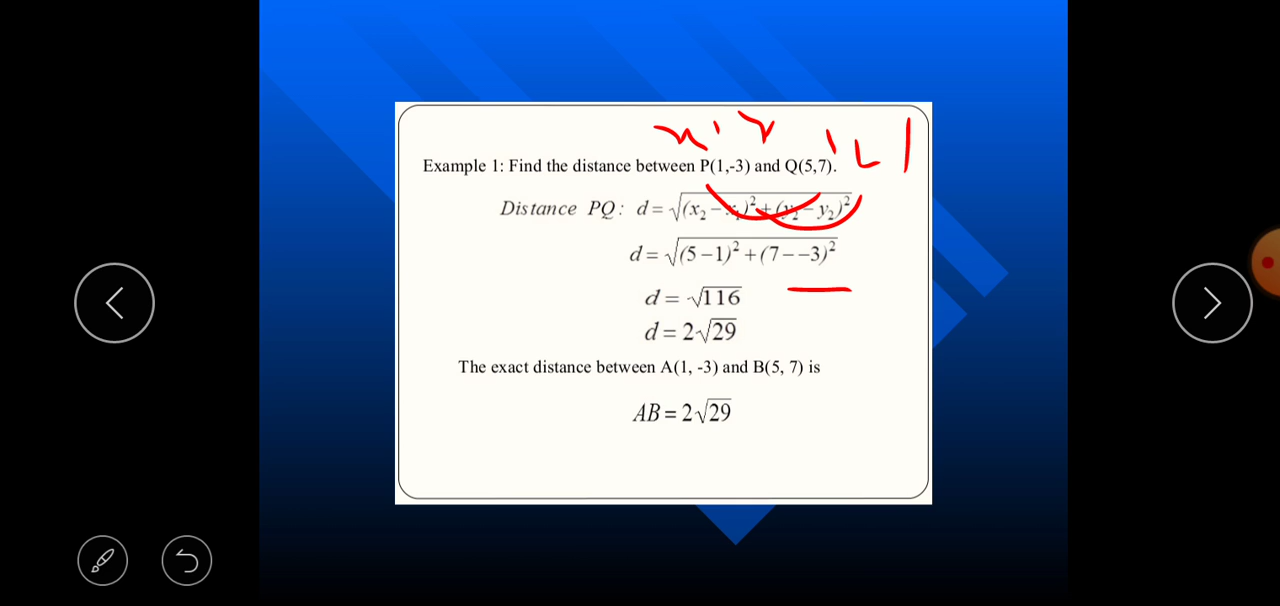 Example 1: Find the distance between P(1,-3) and Q(5,7).
Distance PQ: d = √(x₂ − x₁)² + (y₂ − y₂)²
d = √(5 − 1)² + (7 − −3)²
d = √116
d = 2√29
The exact distance between A(1, -3) and B(5, 7) is
AB = 2√29